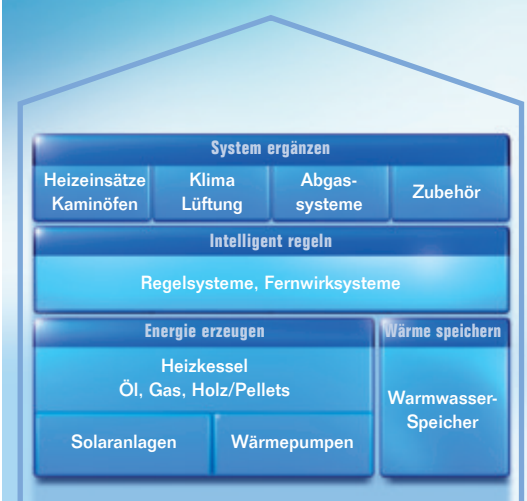 System ergänzen
Heizeinsätze
Kaminöfen
Klima
Lüftung
Abgas-
systeme
Zubehör
Intelligent regeln
Regelsysteme, Fernwirksysteme
Energie erzeugen
Heizkessel
Öl, Gas, Holz/Pellets
Solaranlagen
Wärmepumpen
Wärme speichern
Warmwasser-
Speicher